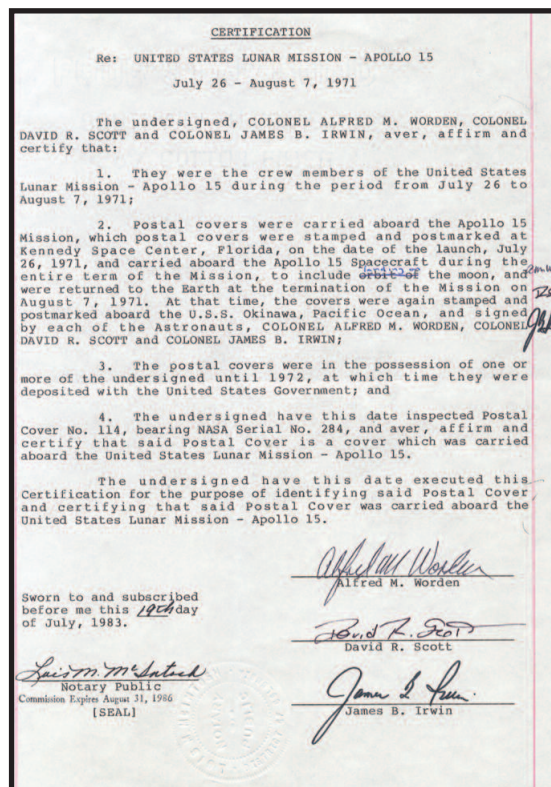 CERTIFICATION
Re: UNITED STATES LUNAR MISSION - APOLLO 15
July 26 - August 7, 1971
The undersigned, COLONEL ALFRED M. WORDEN, COLONEL
DAVID R. SCOTT and COLONEL JAMES B. IRWIN, aver, affirm and
certify that:
1. They were the crew members of the United States
Lunar Mission - Apollo 15 during the period from July 26 to
August 7, 1971;
2. Postal covers were carried aboard the Apollo 15
Mission, which postal covers were stamped and postmarked at
Kennedy Space Center, Florida, on the date of the launch, July
26, 1971, and carried aboard the Apollo 15 Spacecraft during the
entire term of the Mission, to include orbit of the moon, and
were returned to the Earth at the termination of the Mission on
August 7, 1971. At that time, the covers were again stamped and
postmarked aboard the U.S.S. Okinawa, Pacific Ocean, and signed
by each of the Astronauts, COLONEL ALFRED M. WORDEN, COLONEL
DAVID R. SCOTT and COLONEL JAMES B. IRWIN;
3. The postal covers were in the possession of one or
more of the undersigned until 1972, at which time they were
deposited with the United States Government; and
4. The undersigned have this date inspected Postal
Cover No. 114, bearing NASA Serial No. 284, and aver, affirm and
certify that said Postal Cover is a cover which was carried
aboard the United States Lunar Mission - Apollo 15.
The undersigned have this date executed this
Certification for the purpose of identifying said Postal Cover
and certifying that said Postal Cover was carried aboard the
United States Lunar Mission - Apollo 15.
Alfred M Worden
Alfred M. Worden
Sworn to and subscribed
before me this 19th day
of July, 1983.
David R. Scott
David R. Scott
Lois M. McIntosh
Notary Public
Commission Expires August 31, 1986
[SEAL]
James B Irwin
James B. Irwin